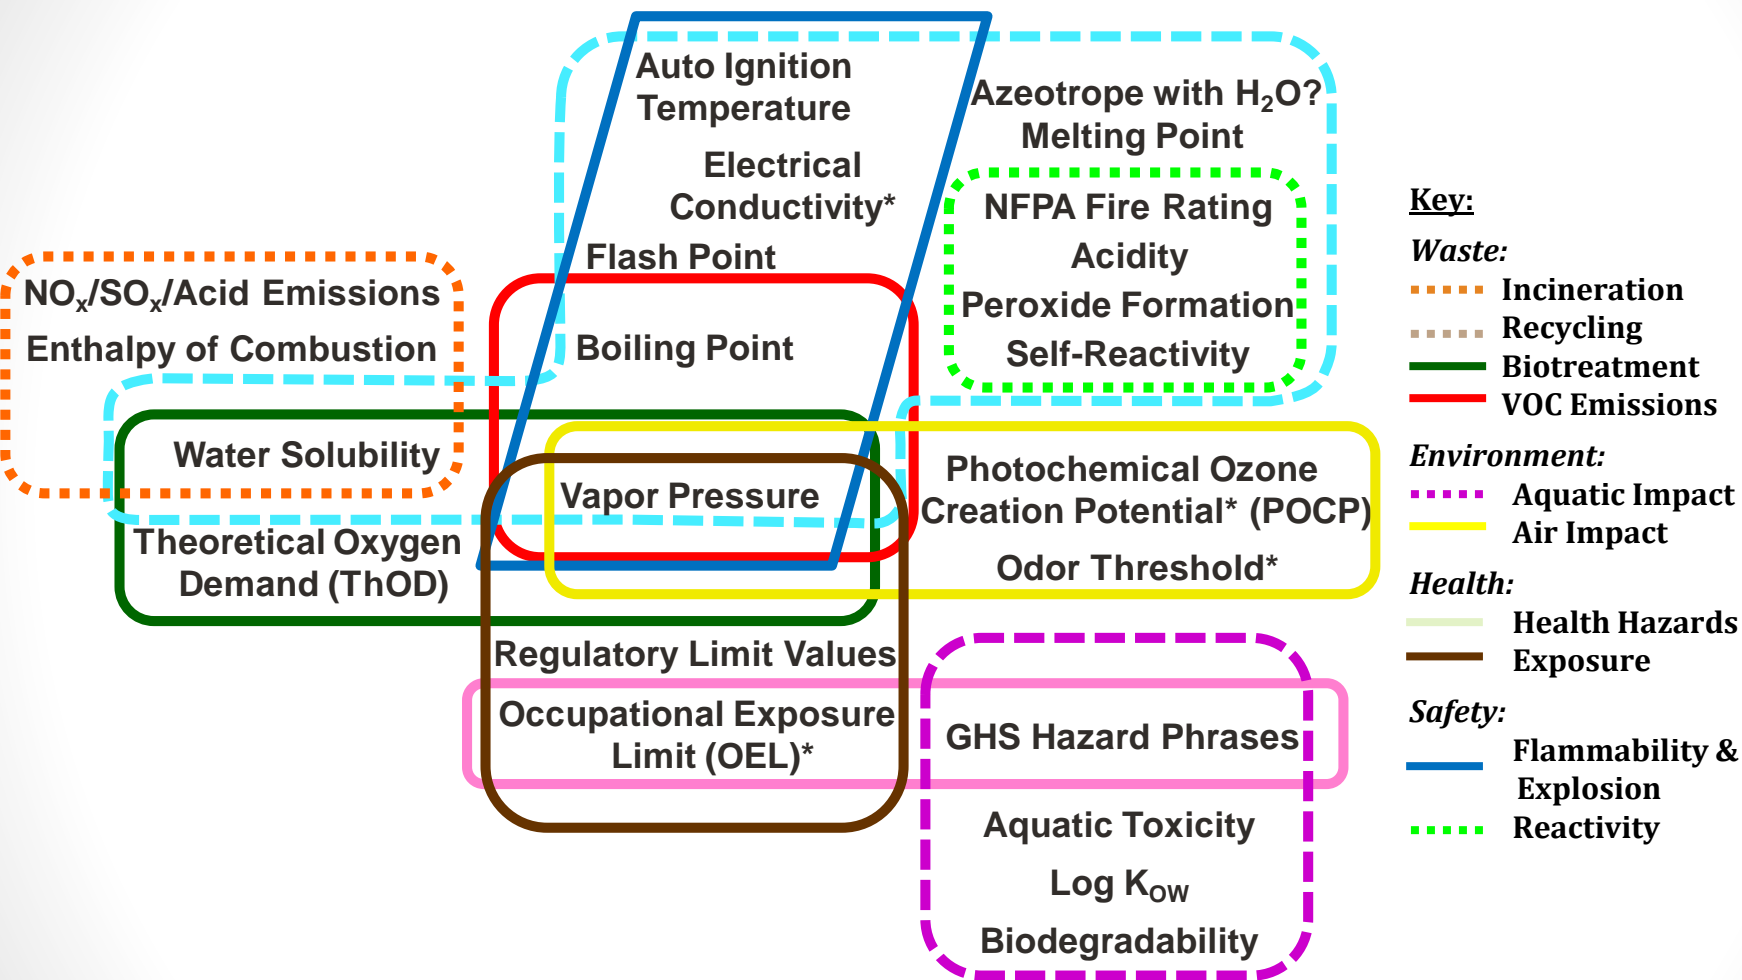 Auto Ignition
Temperature
Electrical
Conductivity*
Flash Point
Azeotrope with H₂O?
Melting Point
NFPA Fire Rating
Acidity
Peroxide Formation
Self-Reactivity
NOₓ/SOₓ/Acid Emissions
Enthalpy of Combustion
Boiling Point
Water Solubility
Vapor Pressure
Photochemical Ozone
Creation Potential* (POCP)
Odor Threshold*
Theoretical Oxygen
Demand (ThOD)
Regulatory Limit Values
Occupational Exposure
Limit (OEL)*
GHS Hazard Phrases
Aquatic Toxicity
Log K_OW
Biodegradability
Key:
Waste:
Incineration
Recycling
Biotreatment
VOC Emissions
Environment:
Aquatic Impact
Air Impact
Health:
Health Hazards
Exposure
Safety:
Flammability &
Explosion
Reactivity